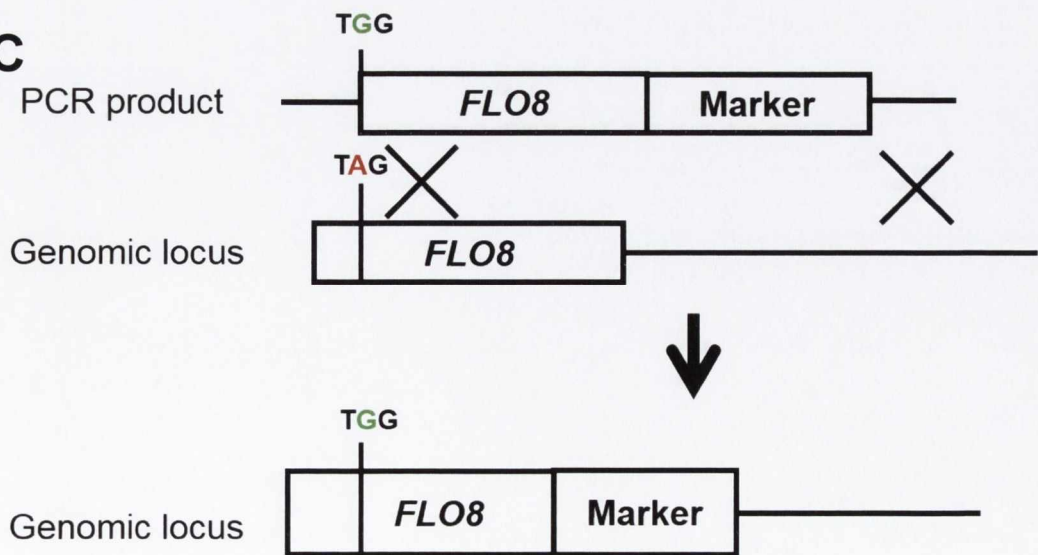 C
TGG
PCR product
FLO8 Marker
TAG
Genomic locus
FLO8
TGG
Genomic locus
FLO8 Marker